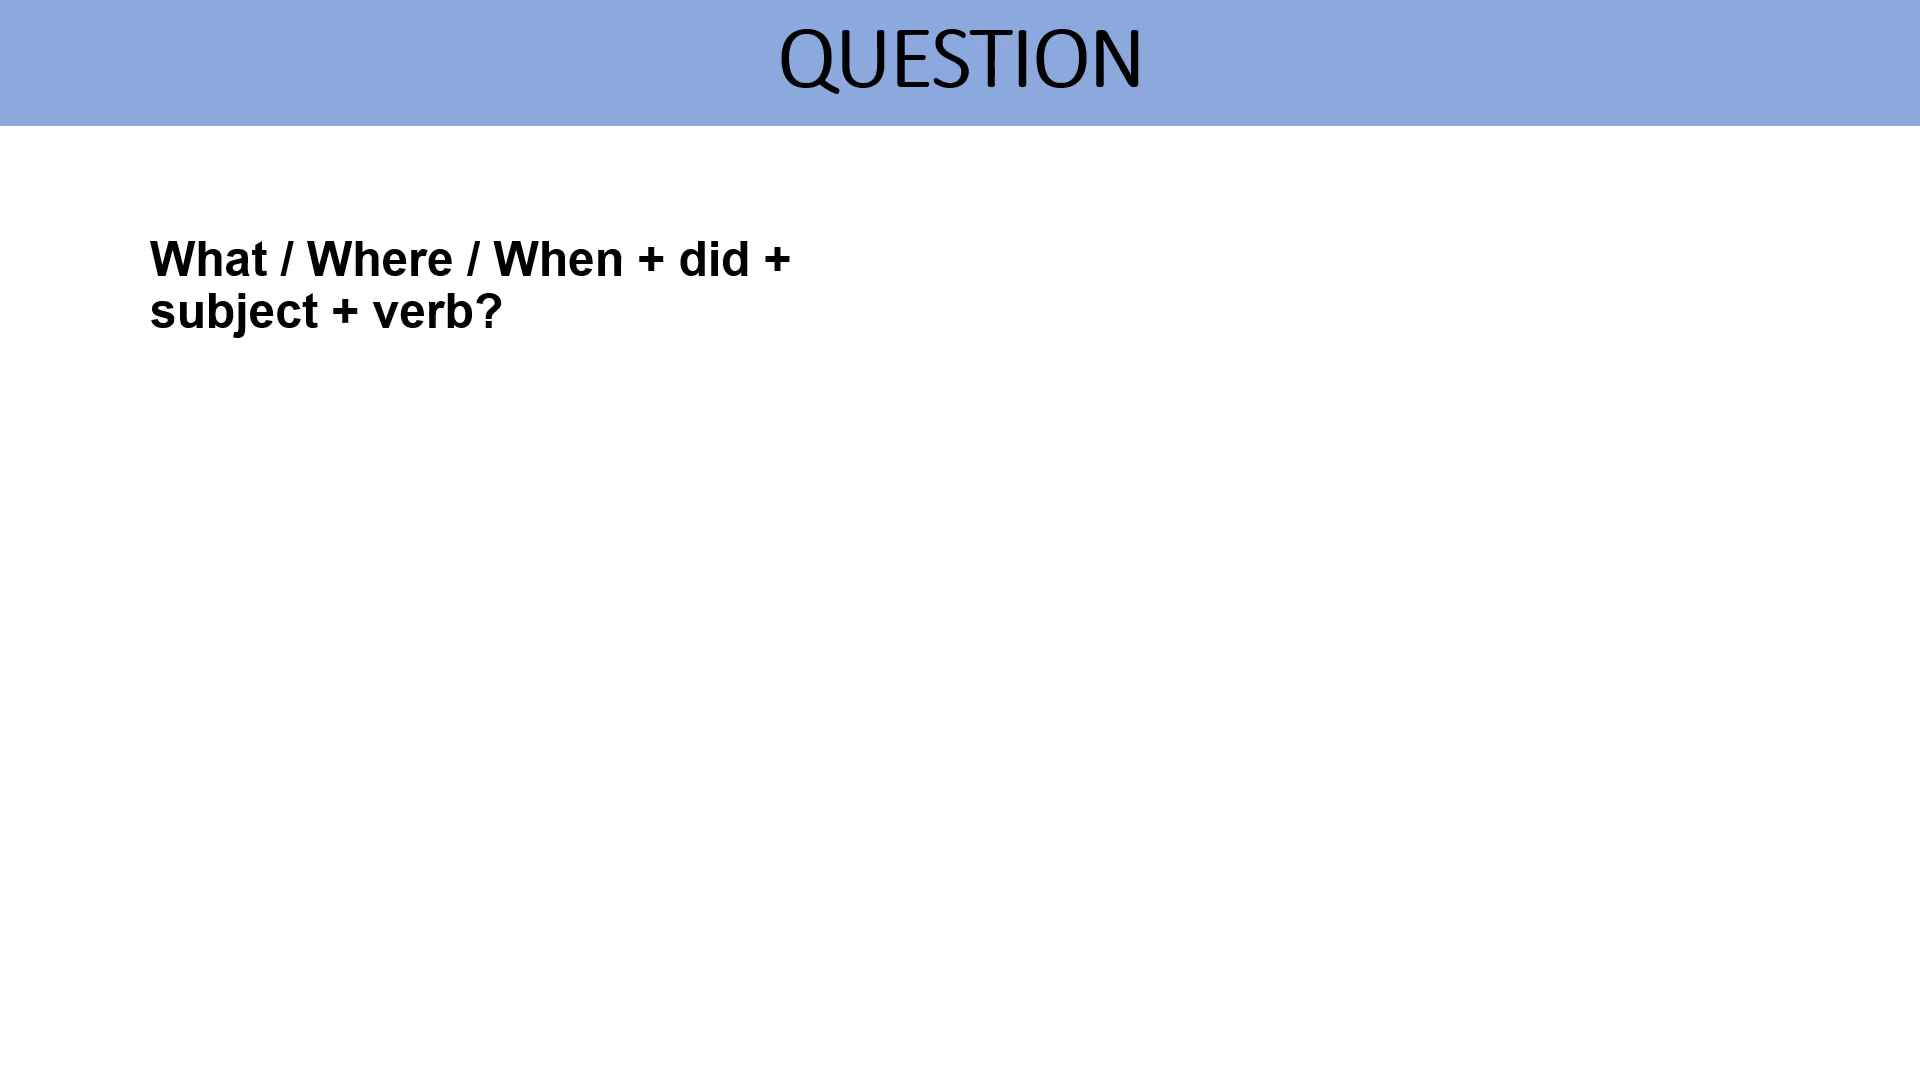 QUESTION
What / Where / When + did +
subject + verb?